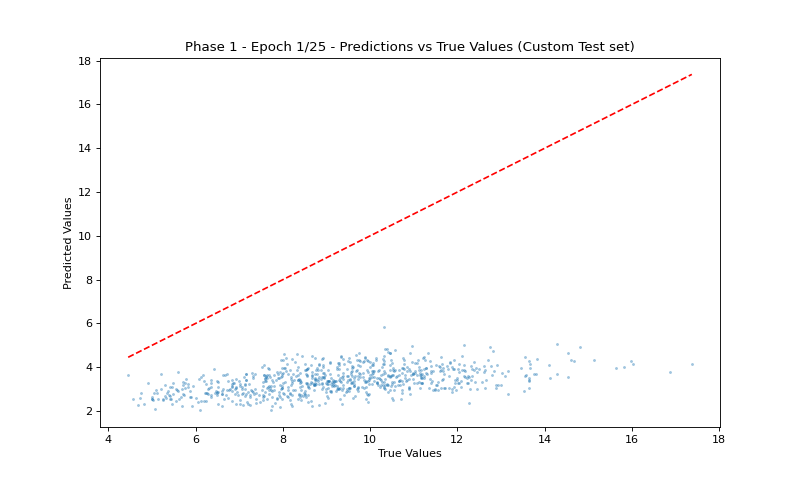 Phase 1 - Epoch 1/25 - Predictions vs True Values (Custom Test set)
Predicted Values
18
16
14
12
10
8
6
4
2
4 6 8 10 12 14 16 18
True Values